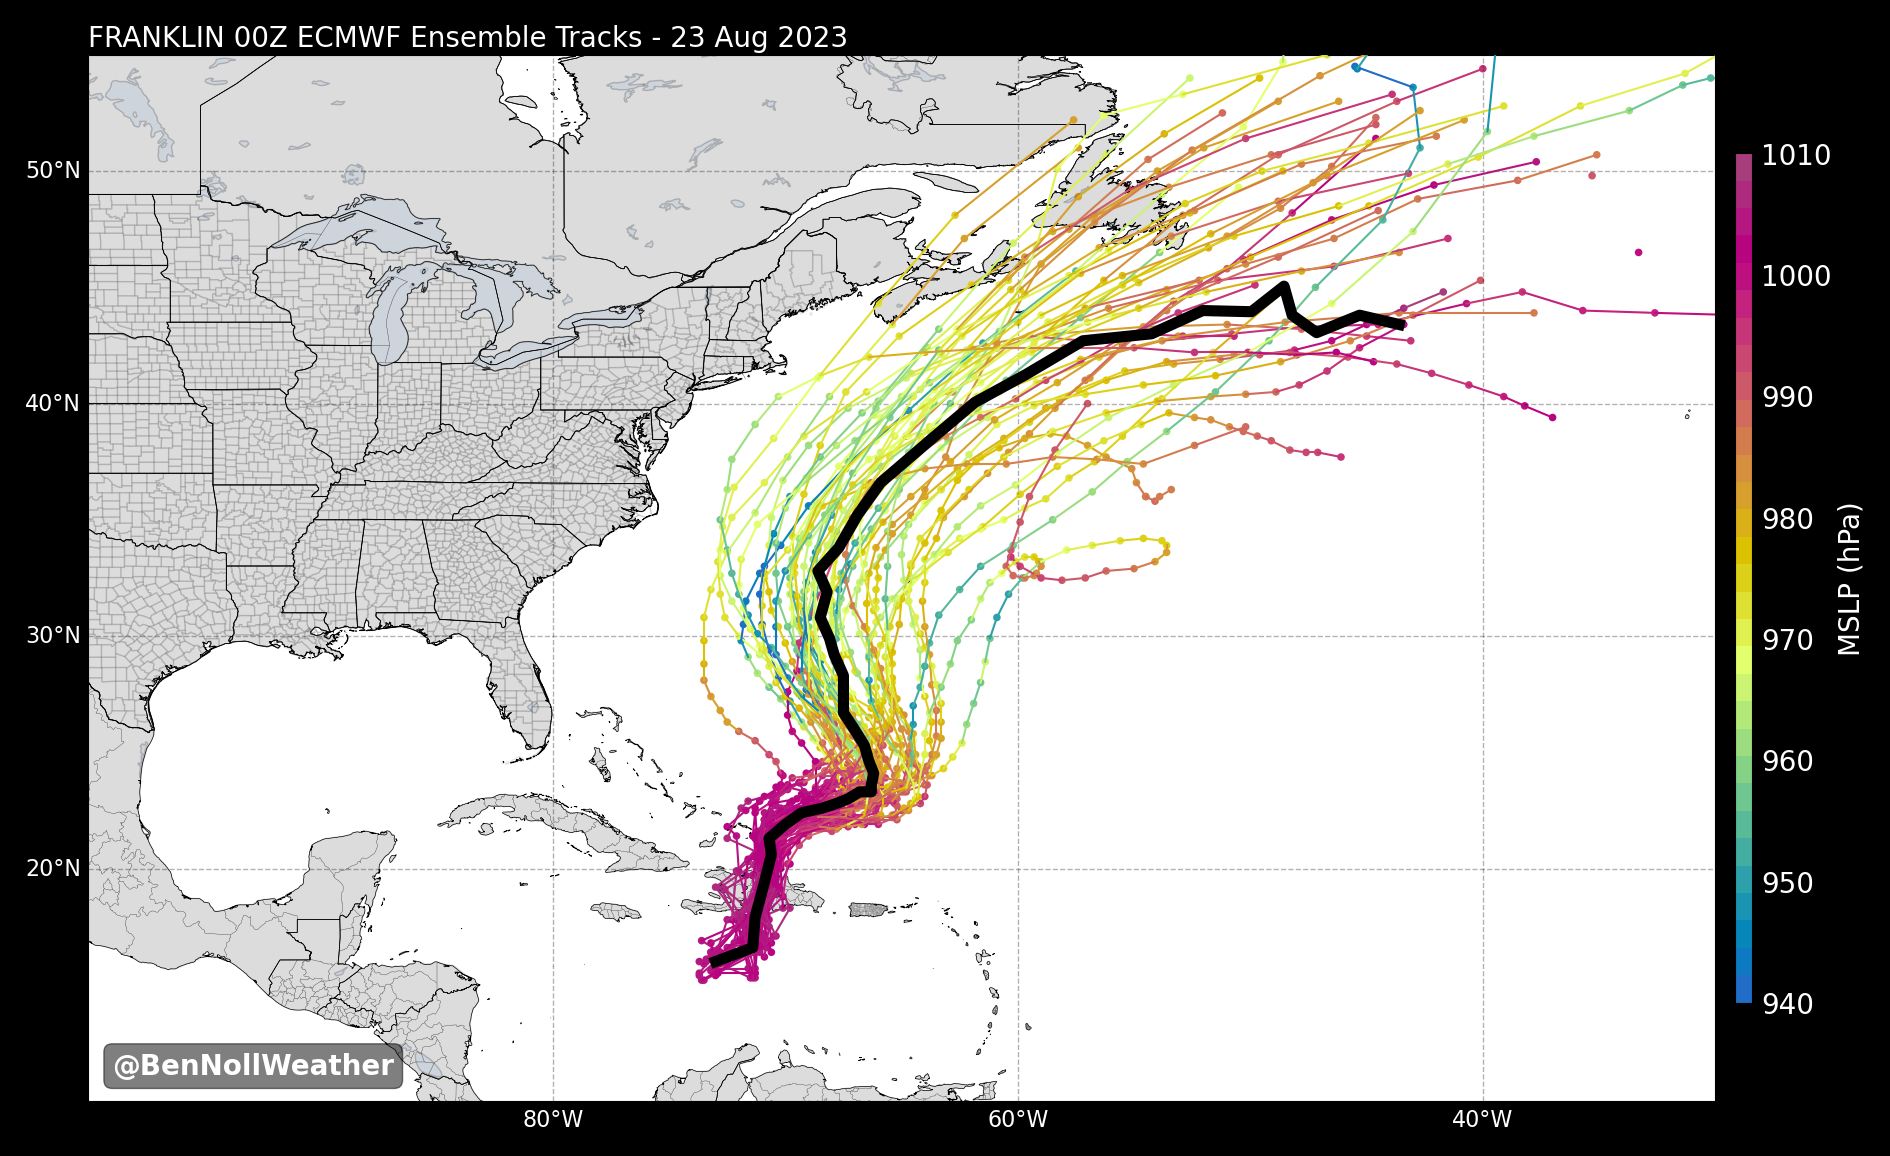 FRANKLIN 00Z ECMWF Ensemble Tracks - 23 Aug 2023
50°N
40°N
30°N
20°N
80°W
60°W
40°W
1010
1000
990
980
970
960
950
940
MSLP (hPa)
@BenNollWeather